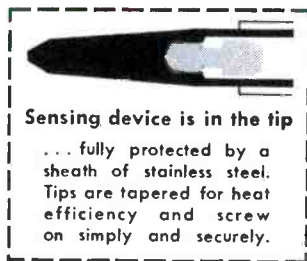 Sensing device is in the tip
...fully protected by a
sheath of stainless steel.
Tips are tapered for heat
efficiency and screw
on simply and securely.